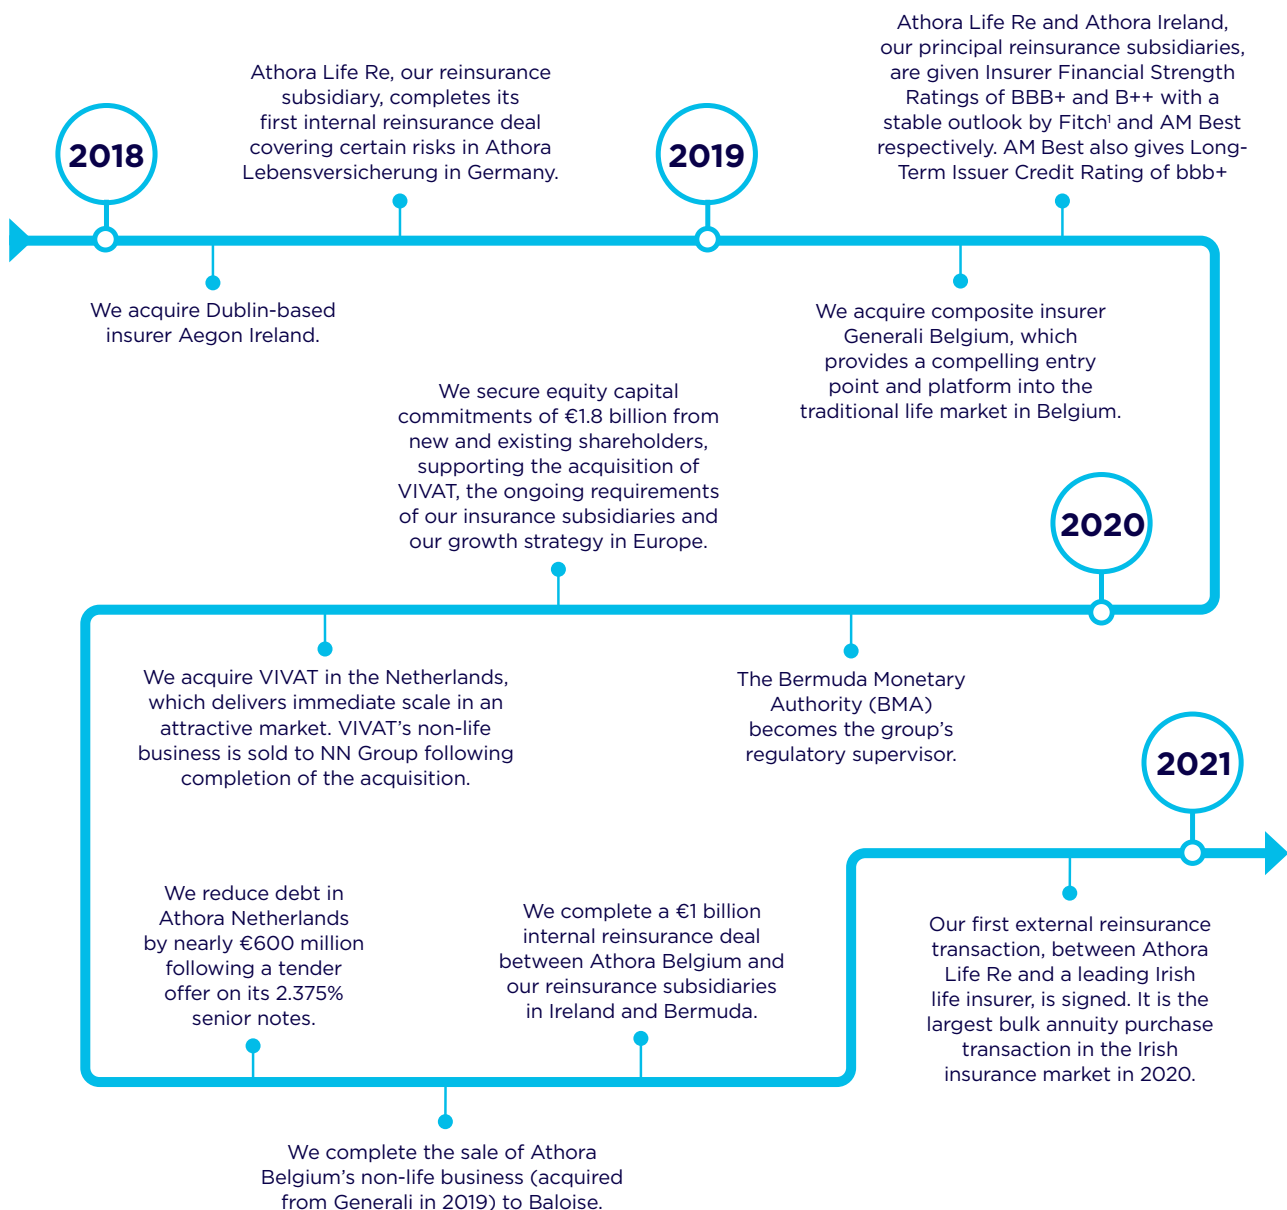 2018
We acquire Dublin-based
insurer Aegon Ireland.
Athora Life Re, our reinsurance
subsidiary, completes its
first internal reinsurance deal
covering certain risks in Athora
Lebensversicherung in Germany.
2019
We acquire composite insurer
Generali Belgium, which
provides a compelling entry
point and platform into the
traditional life market in Belgium.
Athora Life Re and Athora Ireland,
our principal reinsurance subsidiaries,
are given Insurer Financial Strength
Ratings of BBB+ and B++ with a
stable outlook by Fitch¹ and AM Best
respectively. AM Best also gives Long-
Term Issuer Credit Rating of bbb+
2020
The Bermuda Monetary
Authority (BMA)
becomes the group’s
regulatory supervisor.
We secure equity capital
commitments of €1.8 billion from
new and existing shareholders,
supporting the acquisition of
VIVAT, the ongoing requirements
of our insurance subsidiaries and
our growth strategy in Europe.
We acquire VIVAT in the Netherlands,
which delivers immediate scale in an
attractive market. VIVAT’s non-life
business is sold to NN Group following
completion of the acquisition.
We reduce debt in
Athora Netherlands
by nearly €600 million
following a tender
offer on its 2.375%
senior notes.
We complete the sale of Athora
Belgium’s non-life business (acquired
from Generali in 2019) to Baloise.
We complete a €1 billion
internal reinsurance deal
between Athora Belgium and
our reinsurance subsidiaries
in Ireland and Bermuda.
Our first external reinsurance
transaction, between Athora
Life Re and a leading Irish
life insurer, is signed. It is the
largest bulk annuity purchase
transaction in the Irish
insurance market in 2020.
2021